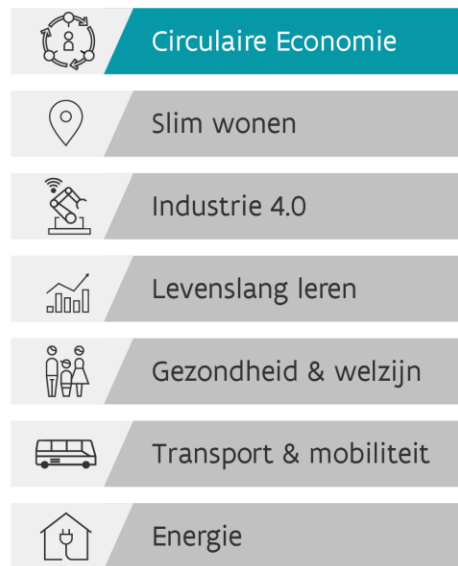 Circulaire Economie
Slim wonen
Industrie 4.0
Levenslang leren
Gezondheid & welzijn
Transport & mobiliteit
Energie